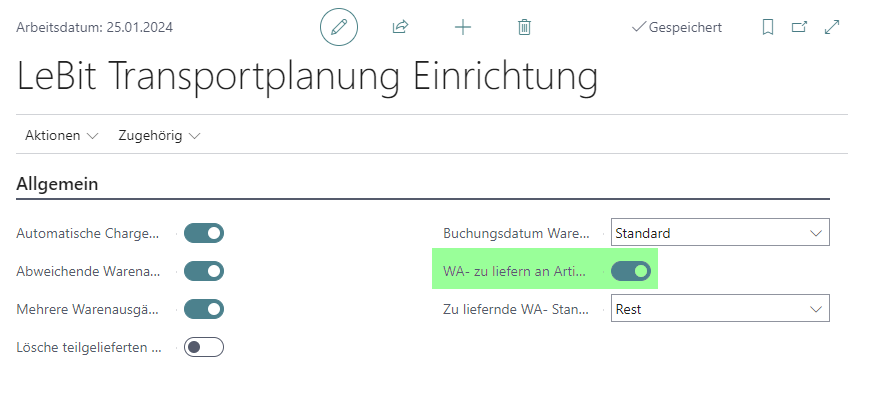 Arbeitsdatum: 25.01.2024
Gespeichert
LeBit Transportplanung Einrichtung
Aktionen
Zugehörig
Allgemein
Automatische Charge...
Abweichende Warena...
Mehrere Warenausgä...
Lösche teilgelieferten ...
Buchungsdatum Ware...
Standard
WA- zu liefern an Arti...
Zu liefernde WA- Stan...
Rest